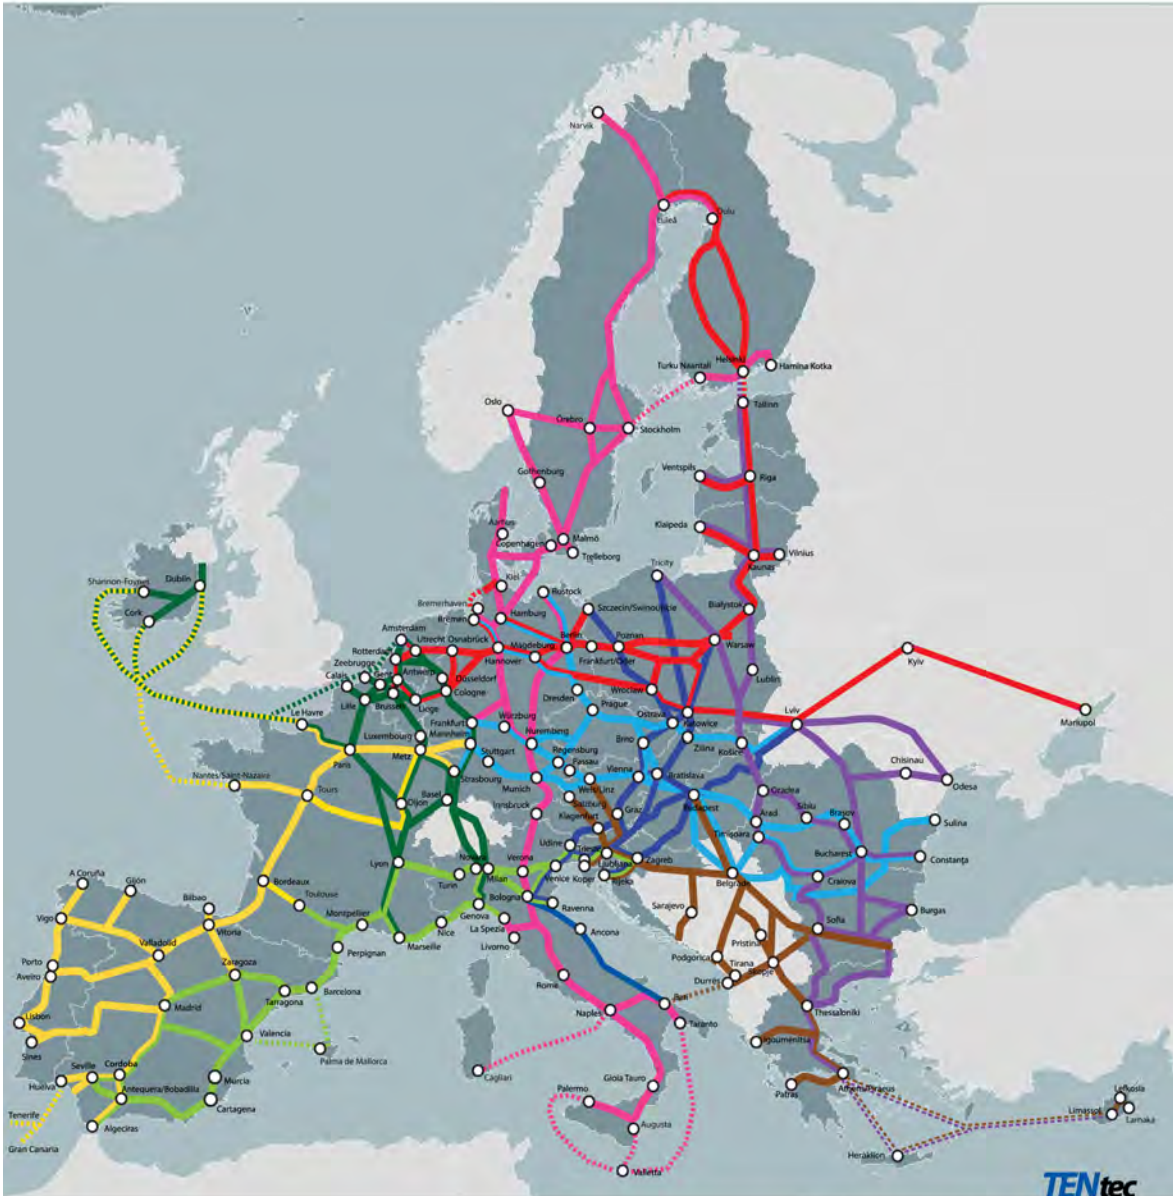 Narvik
Luleå
Oulu
Turku Naantali
Helsinki
Hamina Kotka
Oslo
Örebro
Stockholm
Tallinn
Ventspils
Riga
Gothenburg
Klaipeda
Aarhus
Copenhagen
Malmö
Trelleborg
Vilnius
Kaunas
Tricity
Shannon-Foynes
Dublin
Kiel
Rostock
Bremerhaven
Cork
Bremen
Hamburg
Szczecin/Swinoujscie
Bialystok
Amsterdam
Utrecht
Osnabrück
Magdeburg
Berlin
Poznan
Warsaw
Rotterdam
Hannover
Frankfurt/Oder
Kyiv
Zeebrugge
Calais
Gent
Antwerp
Düsseldorf
Cologne
Lublin
Lille
Brussels
Liege
Dresden
Wroclaw
Le Havre
Prague
Ostrava
Katowice
Lviv
Mariupol
Frankfurt
Würzburg
Luxembourg
Mannheim
Nuremberg
Brno
Zilina
Košice
Paris
Metz
Stuttgart
Regensburg
Passau
Strasbourg
Vienna
Bratislava
Chisinau
Odesa
Nantes/Saint-Nazaire
Tours
Munich
Wels/Linz
Salzburg
Dijon
Basel
Innsbruck
Klagenfurt
Graz
Budapest
Oradea
Sibiu
Brasov
Arad
Timișoara
Sulina
Lyon
Novara
Milan
Verona
Udine
Trieste
Ljubljana
Zagreb
Bucharest
Constanța
Turin
Venice
Koper
Rijeka
Belgrade
Craiova
A Coruña
Gijón
Bordeaux
Toulouse
Bologna
Ravenna
Bilbao
Montpellier
Genova
Sarajevo
Burgas
Vigo
Vitoria
Nice
La Spezia
Ancona
Sofia
Valladolid
Perpignan
Marseille
Livorno
Pristina
Porto
Podgorica
Tirana
Skopje
Aveiro
Zaragoza
Rome
Durrës
Barcelona
Tarragona
Bari
Madrid
Naples
Thessaloniki
Lisbon
Taranto
Valencia
Sines
Igoumenitsa
Palma de Mallorca
Seville
Cordoba
Cagliari
Murcia
Gioia Tauro
Huelva
Antequera/Bobadilla
Palermo
Patras
Athens/Piraeus
Lefkosia
Cartagena
Limassol
Larnaka
Tenerife
Algeciras
Augusta
Gran Canaria
Heraklion
Valletta
TENtec